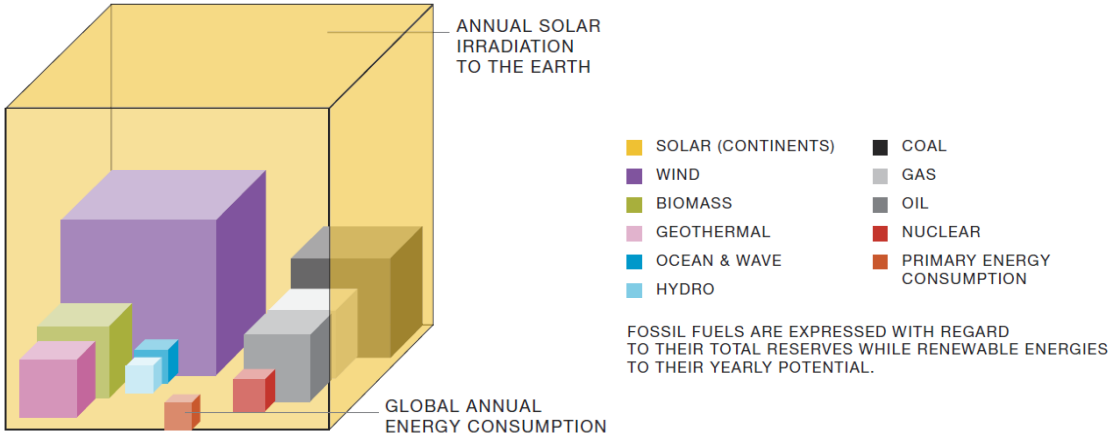 ANNUAL SOLAR
IRRADIATION
TO THE EARTH
SOLAR (CONTINENTS)
WIND
BIOMASS
GEOTHERMAL
OCEAN & WAVE
HYDRO
COAL
GAS
OIL
NUCLEAR
PRIMARY ENERGY
CONSUMPTION
FOSSIL FUELS ARE EXPRESSED WITH REGARD
TO THEIR TOTAL RESERVES WHILE RENEWABLE ENERGIES
TO THEIR YEARLY POTENTIAL.
GLOBAL ANNUAL
ENERGY CONSUMPTION